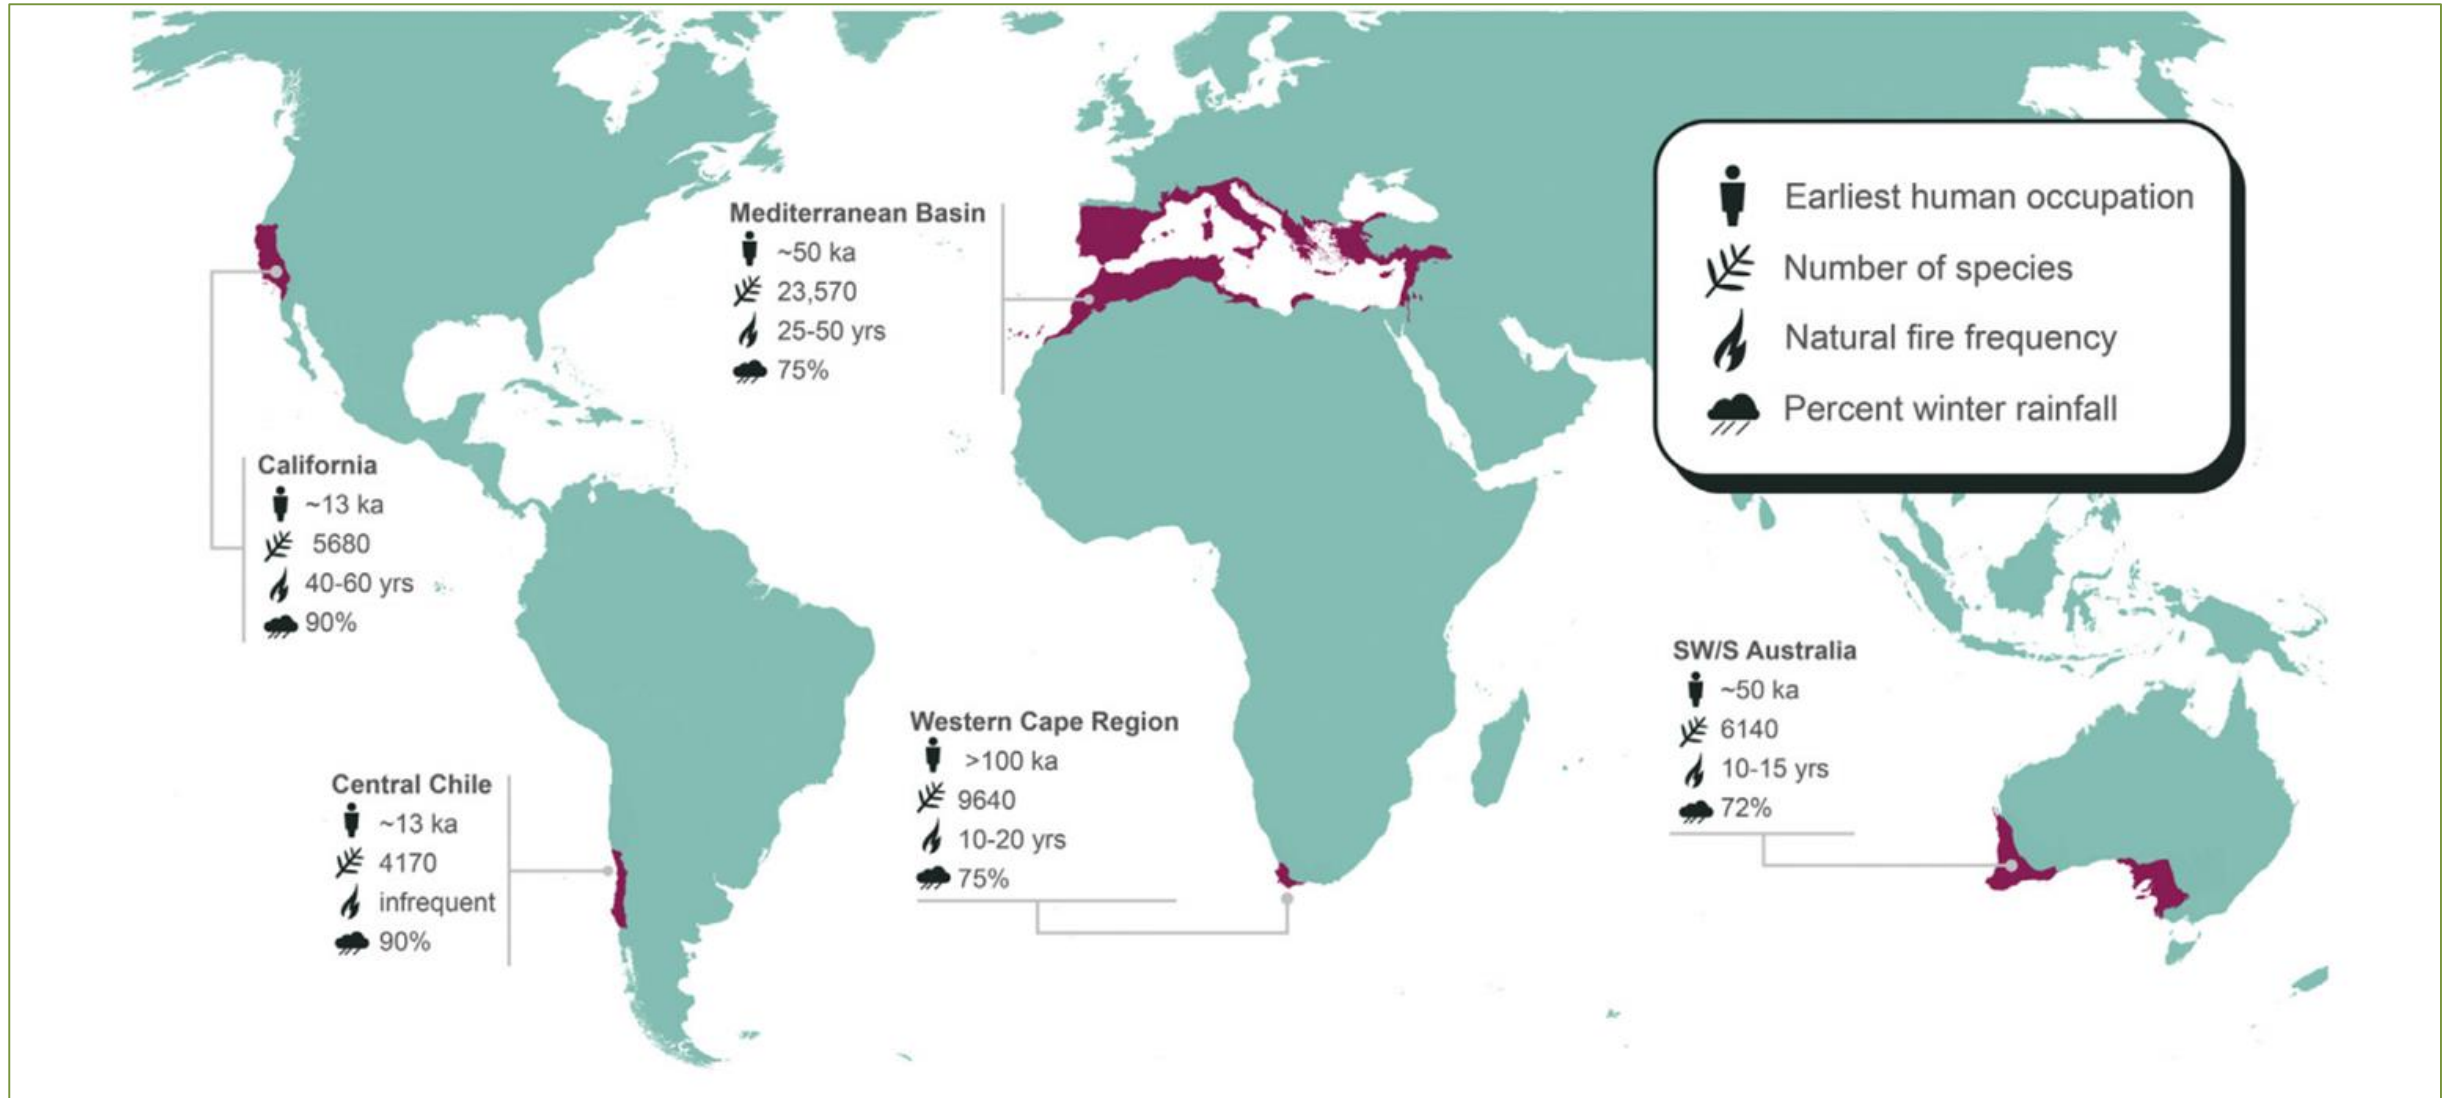 Mediterranean Basin
~50 ka
23,570
25-50 yrs
75%
Earliest human occupation
Number of species
Natural fire frequency
Percent winter rainfall
California
~13 ka
5680
40-60 yrs
90%
Central Chile
~13 ka
4170
infrequent
90%
Western Cape Region
>100 ka
9640
10-20 yrs
75%
SW/S Australia
~50 ka
6140
10-15 yrs
72%